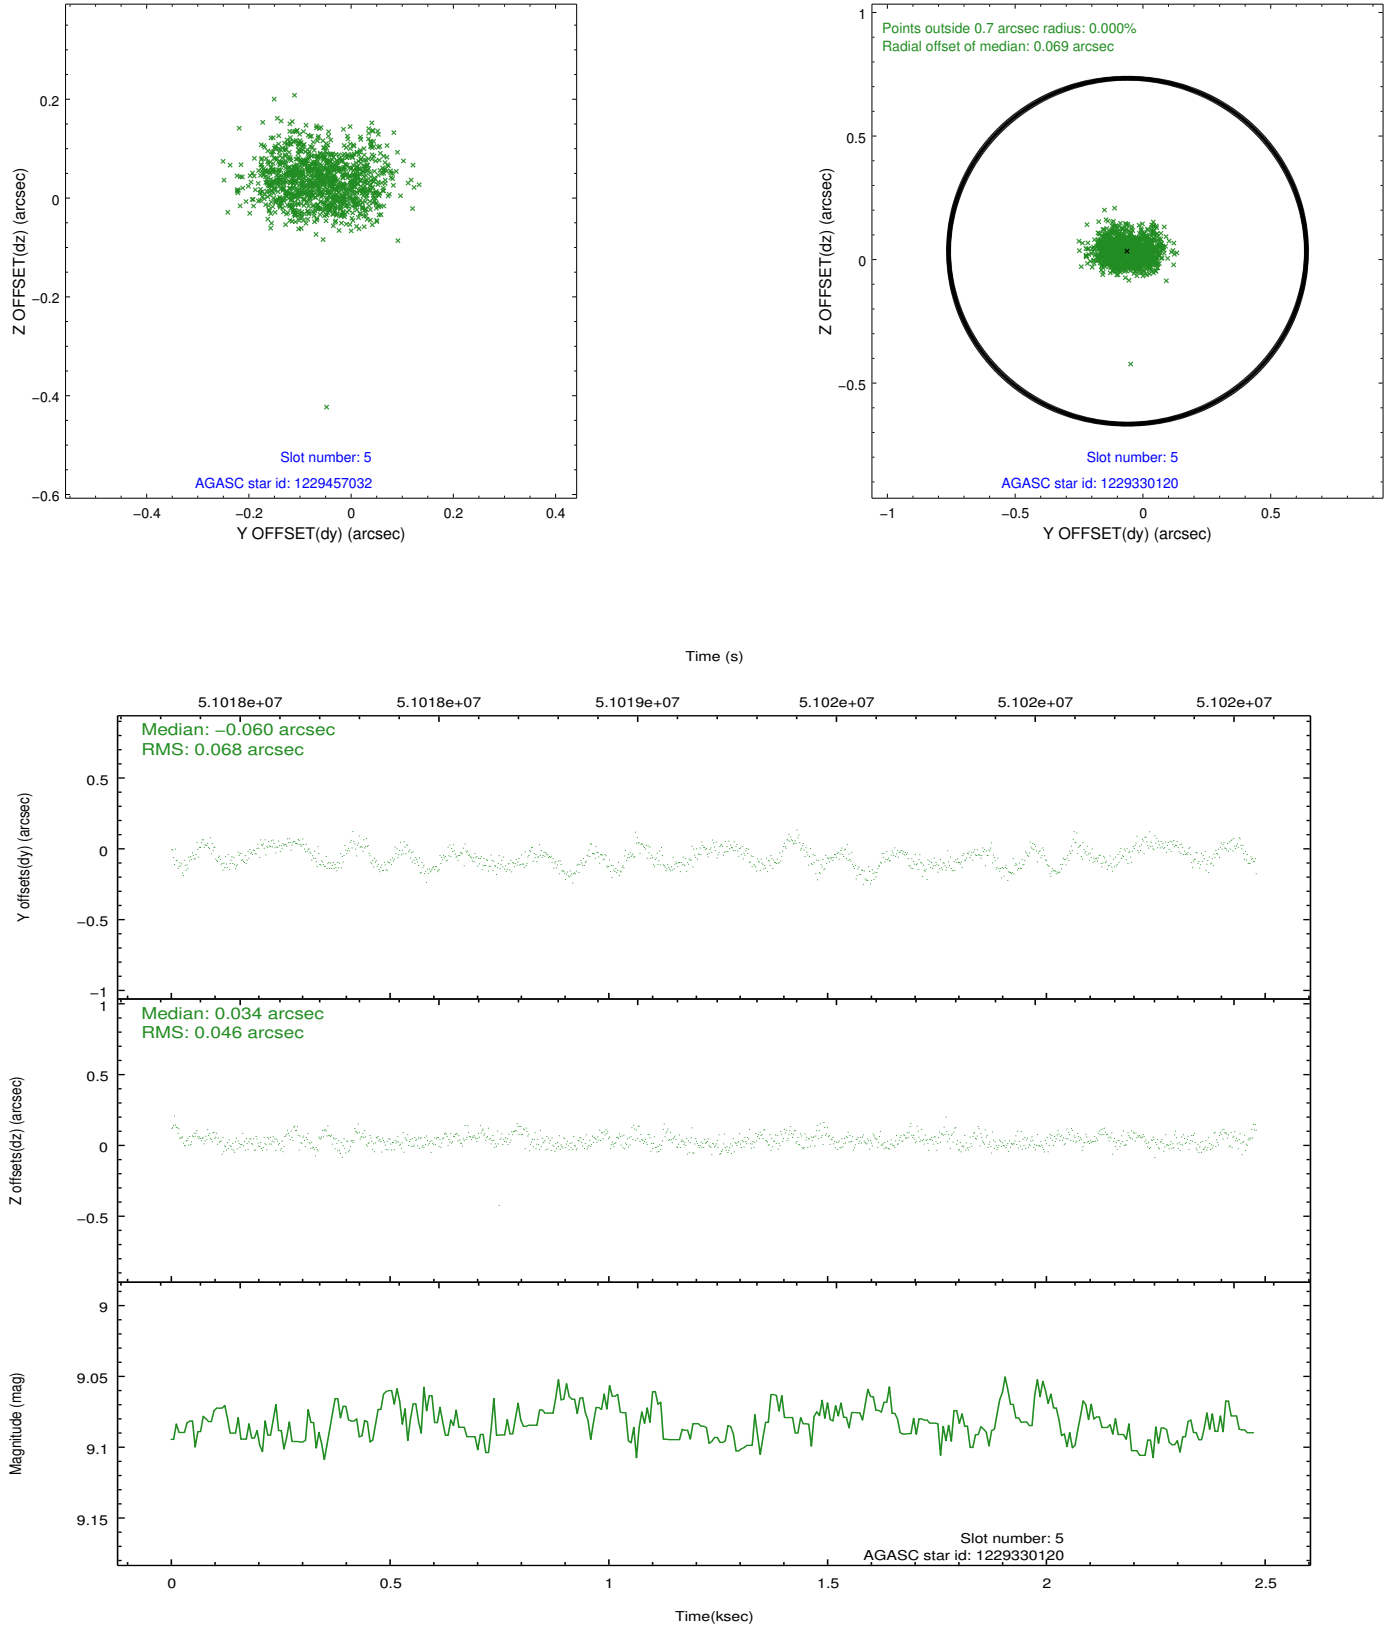 0.2
0
−0.2
−0.4
−0.6
Z OFFSET(dz) (arcsec)
Slot number: 5
AGASC star id: 1229457032
−0.4
−0.2
0
0.2
0.4
Y OFFSET(dy) (arcsec)
1
0.5
0
−0.5
Z OFFSET(dz) (arcsec)
Points outside 0.7 arcsec radius: 0.000%
Radial offset of median: 0.069 arcsec
Slot number: 5
AGASC star id: 1229330120
−1
−0.5
0
0.5
Y OFFSET(dy) (arcsec)
Time (s)
5.1018e+07
5.1018e+07
5.1019e+07
5.102e+07
5.102e+07
5.102e+07
Median: −0.060 arcsec
RMS: 0.068 arcsec
0.5
0
−0.5
−1
Y offsets(dy) (arcsec)
Median: 0.034 arcsec
RMS: 0.046 arcsec
1
0.5
0
−0.5
Z offsets(dz) (arcsec)
9
9.05
9.1
9.15
Magnitude (mag)
Slot number: 5
AGASC star id: 1229330120
0
0.5
1
1.5
2
2.5
Time(ksec)